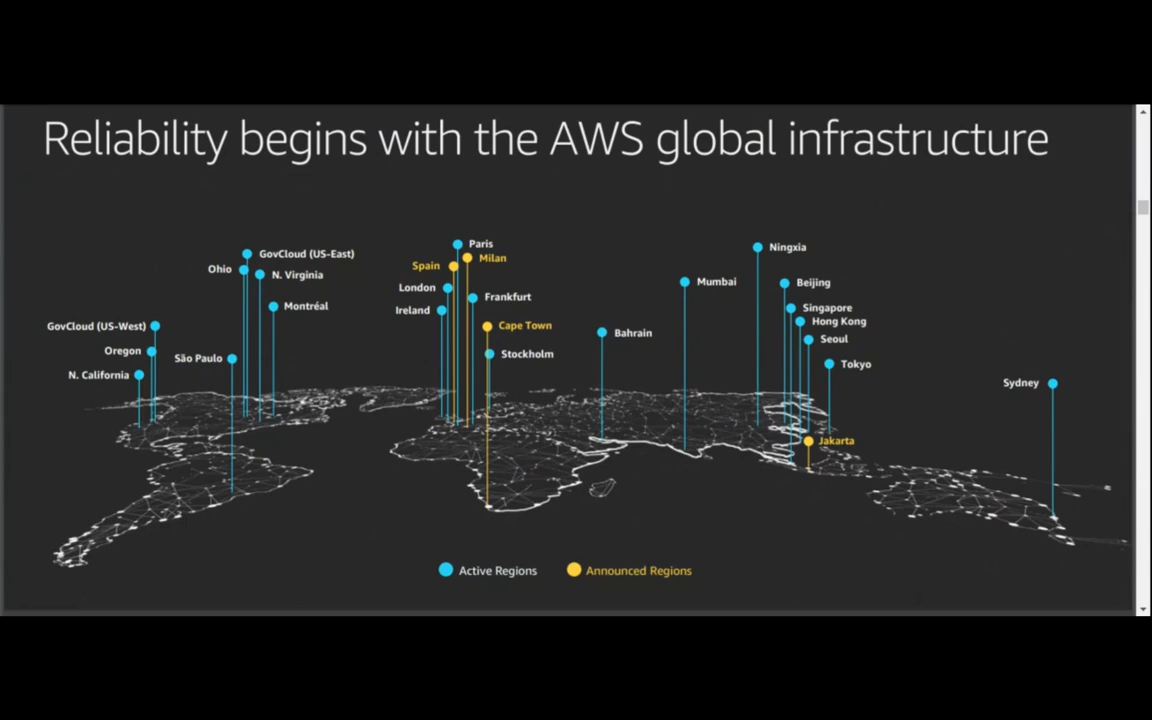 Reliability begins with the AWS global infrastructure
Paris
Ningxia
GovCloud (US-East)
Milan
Spain
Ohio
N. Virginia
Mumbai
Beijing
London
Frankfurt
Montréal
Ireland
Singapore
Hong Kong
GovCloud (US-West)
Cape Town
Bahrain
Seoul
Oregon
São Paulo
Stockholm
Tokyo
N. California
Sydney
Jakarta
Active Regions
Announced Regions